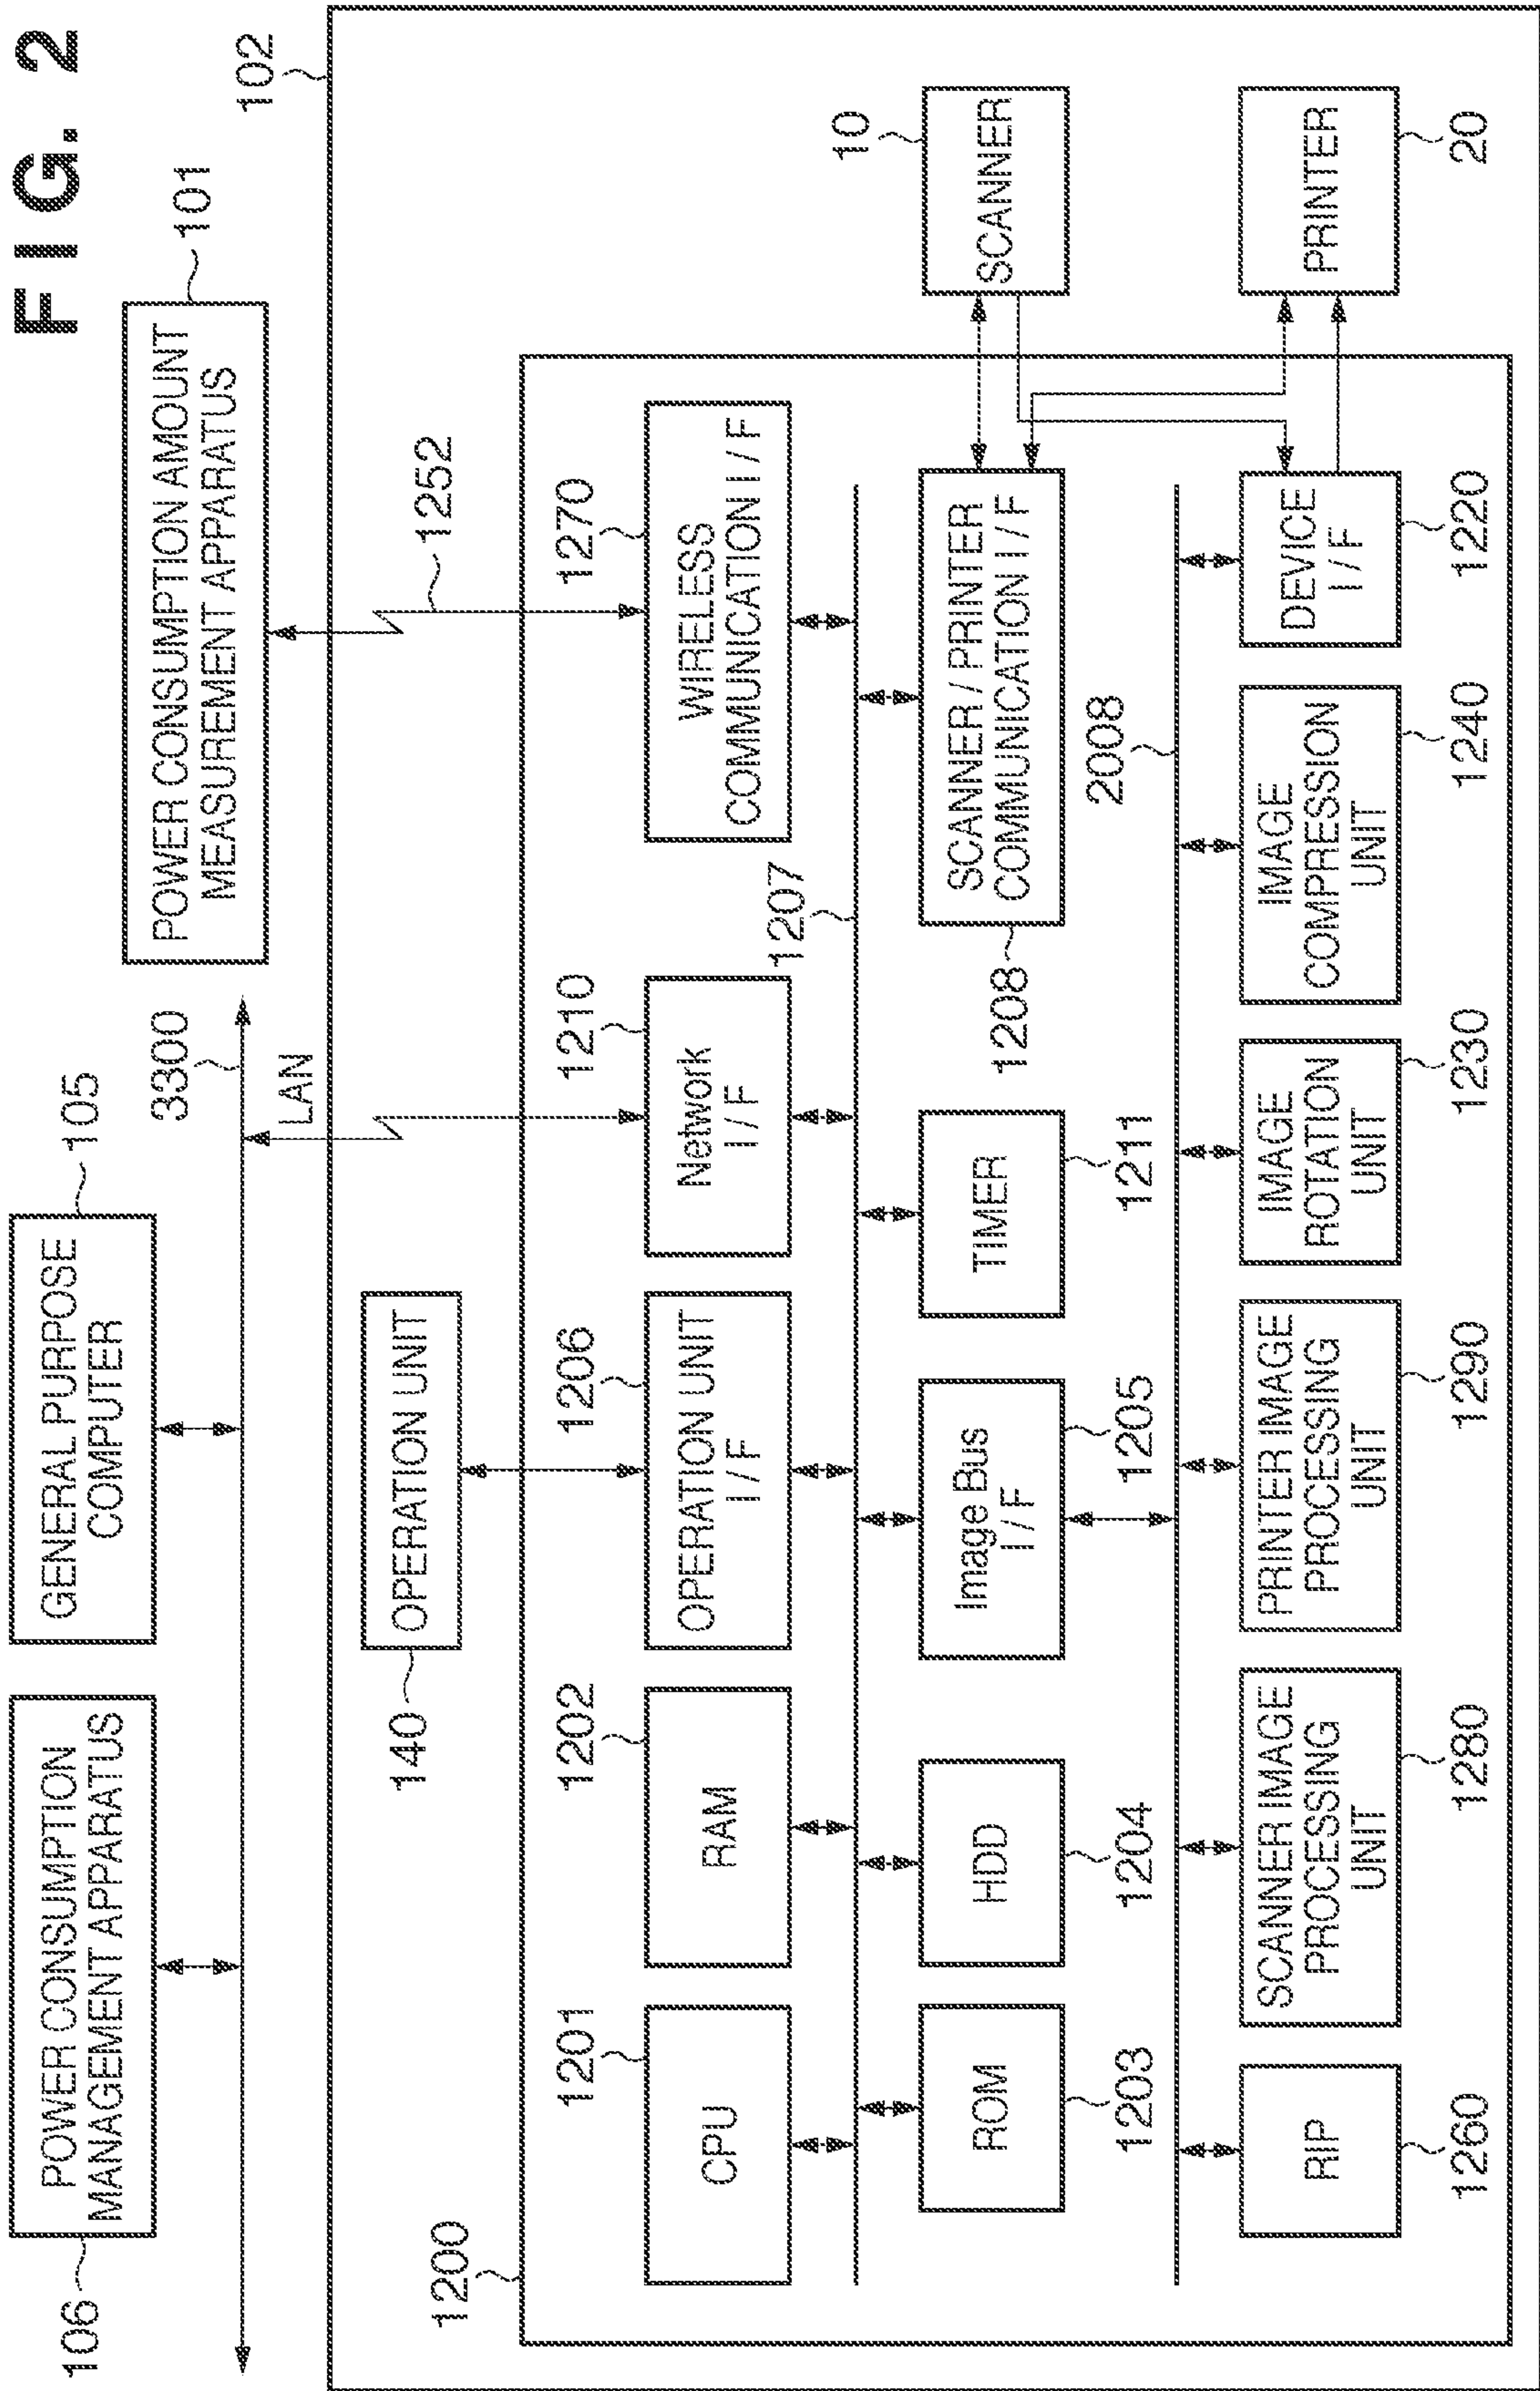 FIG. 2
106
POWER CONSUMPTION
MANAGEMENT APPARATUS
GENERAL PURPOSE
COMPUTER
105
3300
LAN
POWER CONSUMPTION AMOUNT
MEASUREMENT APPARATUS
101
102
140
OPERATION UNIT
1252
1200
1201
CPU
1202
RAM
1206
OPERATION UNIT
I / F
1210
Network
I / F
1270
WIRELESS
COMMUNICATION I / F
1207
ROM
1203
HDD
1204
Image Bus
I / F
1205
TIMER
1211
1208
SCANNER / PRINTER
COMMUNICATION I / F
10
SCANNER
2008
RIP
1260
SCANNER IMAGE
PROCESSING
UNIT
1280
PRINTER IMAGE
PROCESSING
UNIT
1290
IMAGE
ROTATION
UNIT
1230
IMAGE
COMPRESSION
UNIT
1240
DEVICE
I / F
1220
PRINTER
20